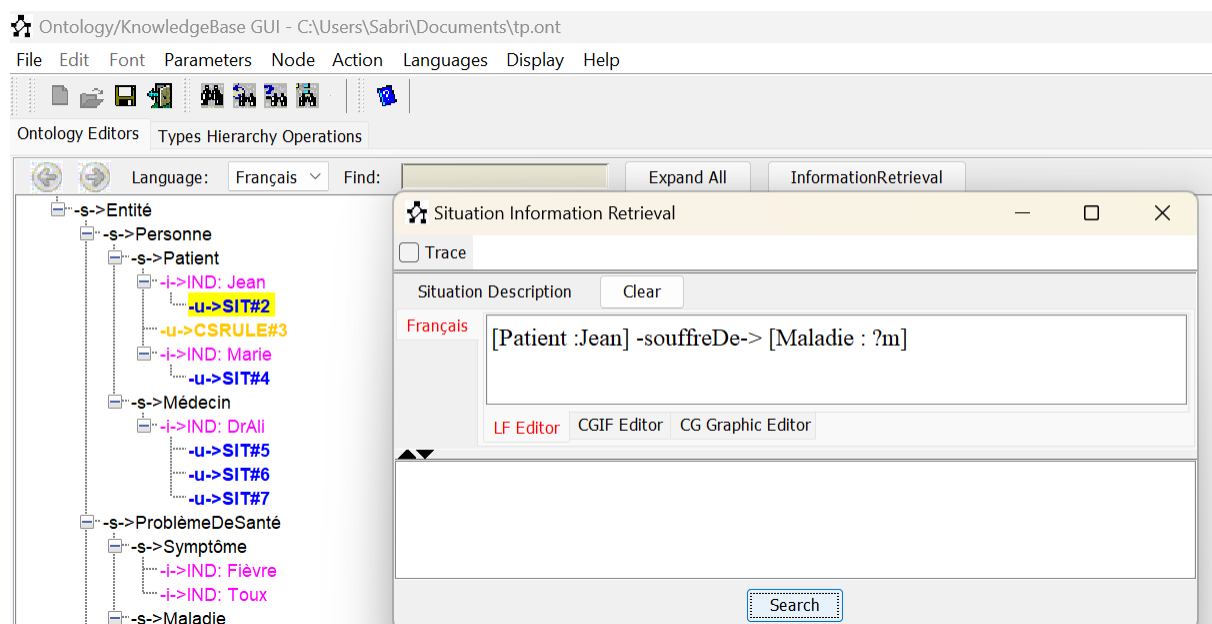 Ontology/KnowledgeBase GUI - C:\Users\Sabri\Documents\tp.ont
File Edit Font Parameters Node Action Languages Display Help
Ontology Editors Types Hierarchy Operations
Language: Français Find: Expand All InformationRetrieval
-s->Entité
-s->Personne
-s->Patient
-i->IND: Jean
-u->SIT#2
-u->CSRULE#3
-i->IND: Marie
-u->SIT#4
-s->Médecin
-i->IND: DrAli
-u->SIT#5
-u->SIT#6
-u->SIT#7
-s->ProblèmeDeSanté
-s->Symptôme
-i->IND: Fièvre
-i->IND: Toux
-s->Maladie
Situation Information Retrieval
Trace
Situation Description Clear
Français
[Patient :Jean] -souffreDe-> [Maladie : ?m]
LF Editor CGIF Editor CG Graphic Editor
Search